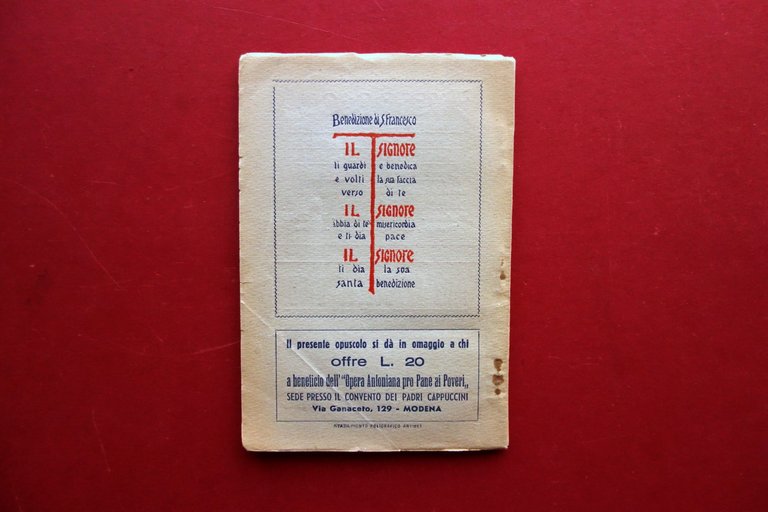 Benedizione di S. Francesco
IL SIGNORE
ti guardi e benedica
e volti la sua faccia
verso di te
IL SIGNORE
abbia di te misericordia
e ti dia pace
IL SIGNORE
ti dia la sua
santa benedizione
Il presente opuscolo si dà in omaggio a chi
offre L. 20
a beneficio dell' "Opera Antoniana pro Pane ai Poveri„
SEDE PRESSO IL CONVENTO DEI PADRI CAPPUCCINI
Via Ganaceto, 129 - MODENA
POLIGRAFICO ARTIOLI